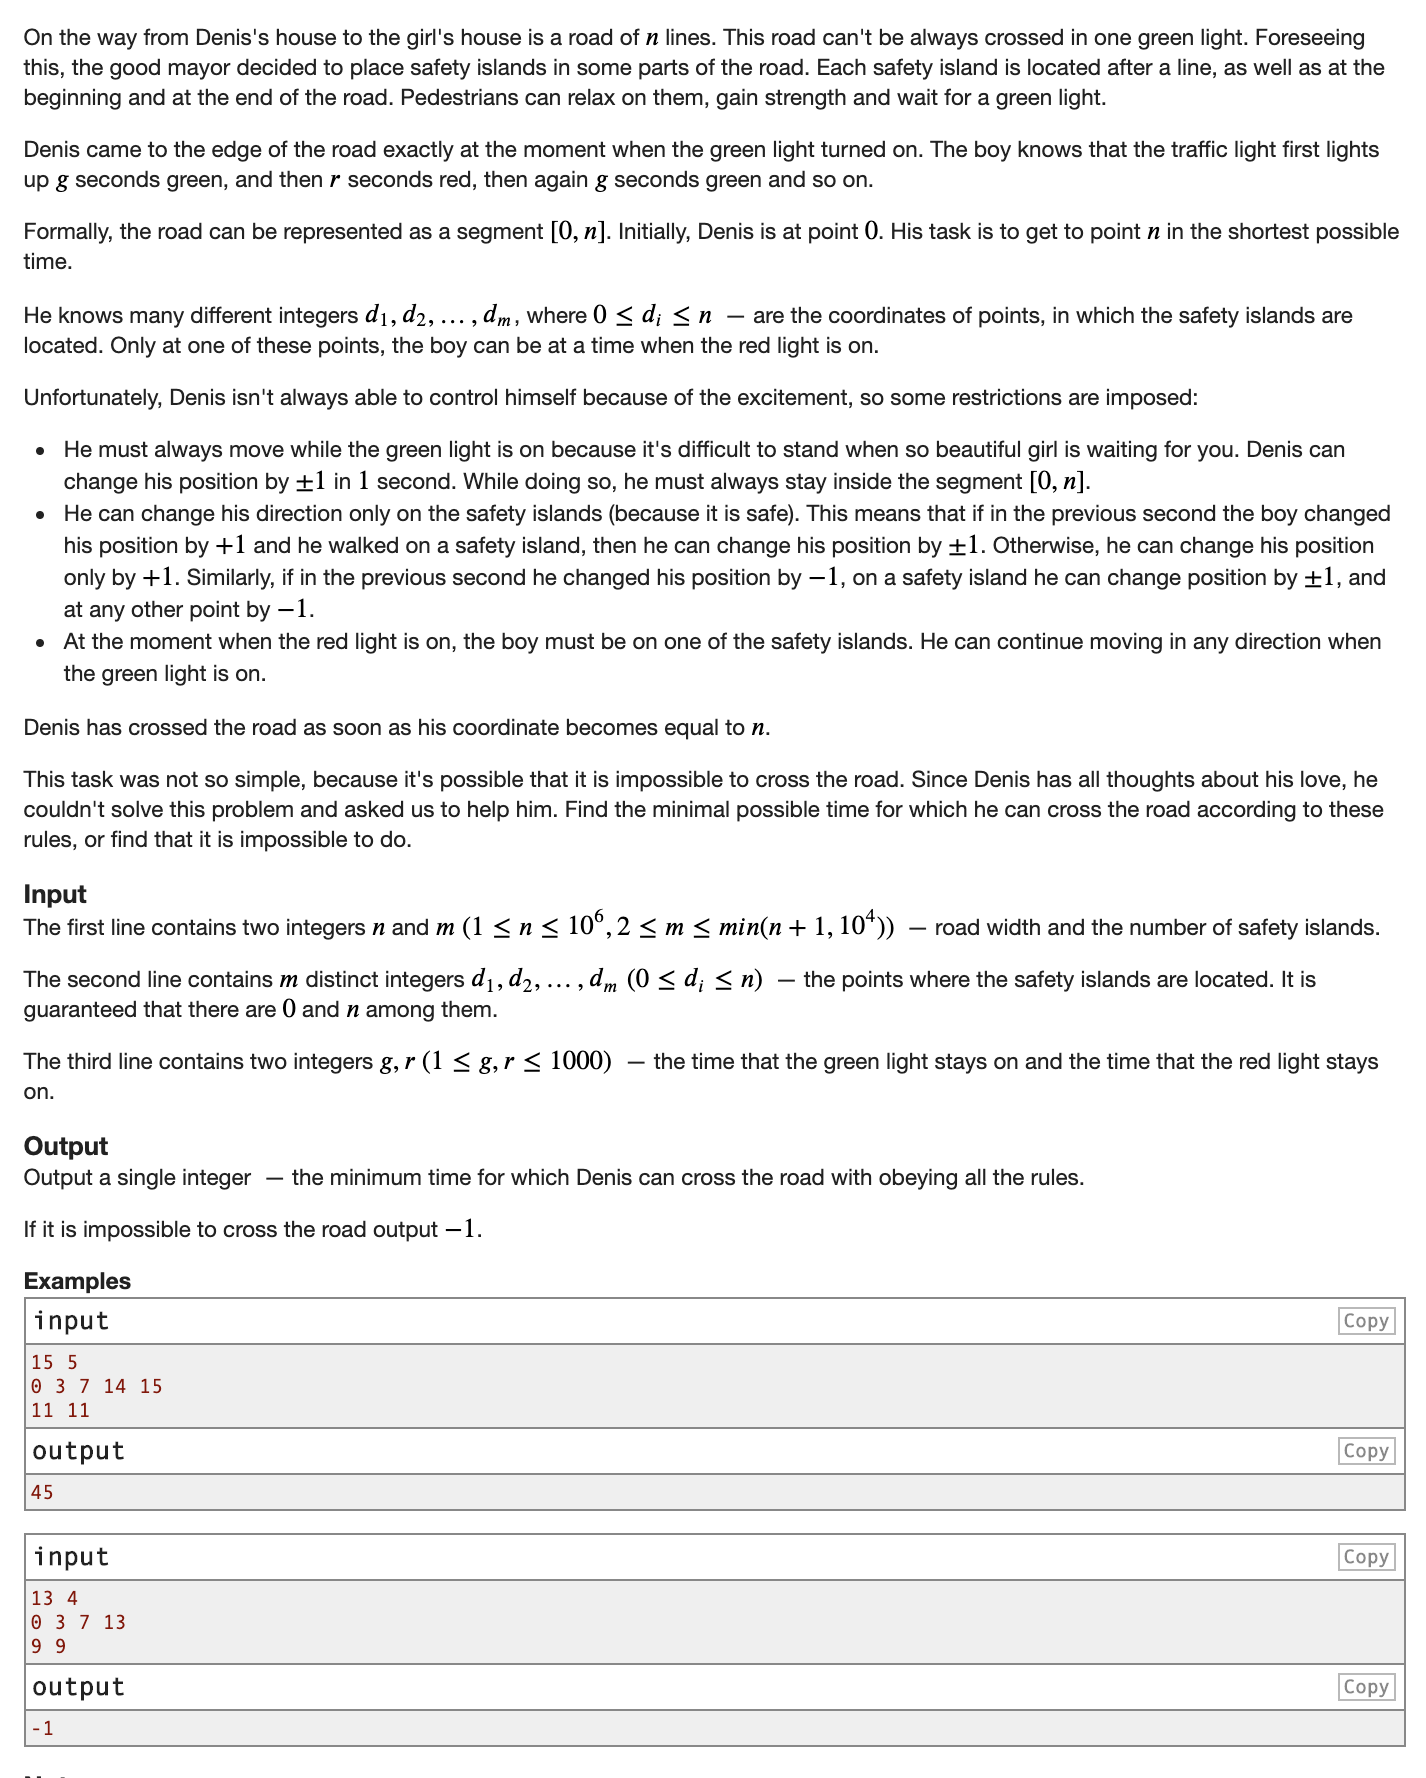 On the way from Denis's house to the girl's house is a road of n lines. This road can't be always crossed in one green light. Foreseeing
this, the good mayor decided to place safety islands in some parts of the road. Each safety island is located after a line, as well as at the
beginning and at the end of the road. Pedestrians can relax on them, gain strength and wait for a green light.
Denis came to the edge of the road exactly at the moment when the green light turned on. The boy knows that the traffic light first lights
up g seconds green, and then r seconds red, then again g seconds green and so on.
Formally, the road can be represented as a segment [0, n]. Initially, Denis is at point 0. His task is to get to point n in the shortest possible
time.
He knows many different integers d₁, d₂, … , dₘ, where 0 ≤ dᵢ ≤ n — are the coordinates of points, in which the safety islands are
located. Only at one of these points, the boy can be at a time when the red light is on.
Unfortunately, Denis isn't always able to control himself because of the excitement, so some restrictions are imposed:
• He must always move while the green light is on because it's difficult to stand when so beautiful girl is waiting for you. Denis can
change his position by ±1 in 1 second. While doing so, he must always stay inside the segment [0, n].
• He can change his direction only on the safety islands (because it is safe). This means that if in the previous second the boy changed
his position by +1 and he walked on a safety island, then he can change his position by ±1. Otherwise, he can change his position
only by +1. Similarly, if in the previous second he changed his position by −1, on a safety island he can change position by ±1, and
at any other point by −1.
• At the moment when the red light is on, the boy must be on one of the safety islands. He can continue moving in any direction when
the green light is on.
Denis has crossed the road as soon as his coordinate becomes equal to n.
This task was not so simple, because it's possible that it is impossible to cross the road. Since Denis has all thoughts about his love, he
couldn't solve this problem and asked us to help him. Find the minimal possible time for which he can cross the road according to these
rules, or find that it is impossible to do.
Input
The first line contains two integers n and m (1 ≤ n ≤ 10⁶, 2 ≤ m ≤ min(n + 1, 10⁴)) — road width and the number of safety islands.
The second line contains m distinct integers d₁, d₂, … , dₘ (0 ≤ dᵢ ≤ n) — the points where the safety islands are located. It is
guaranteed that there are 0 and n among them.
The third line contains two integers g, r (1 ≤ g, r ≤ 1000) — the time that the green light stays on and the time that the red light stays
on.
Output
Output a single integer — the minimum time for which Denis can cross the road with obeying all the rules.
If it is impossible to cross the road output −1.
Examples
input Copy
15 5
0 3 7 14 15
11 11
output Copy
45
input Copy
13 4
0 3 7 13
9 9
output Copy
-1